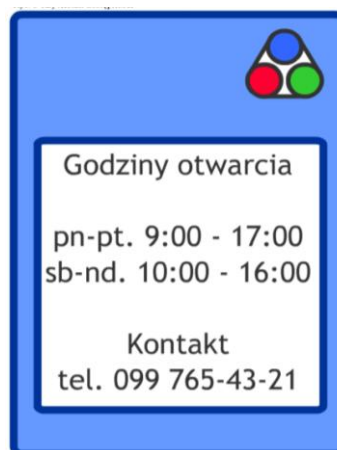 Godziny otwarcia
pn-pt. 9:00 - 17:00
sb-nd. 10:00 - 16:00
Kontakt
tel. 099 765-43-21